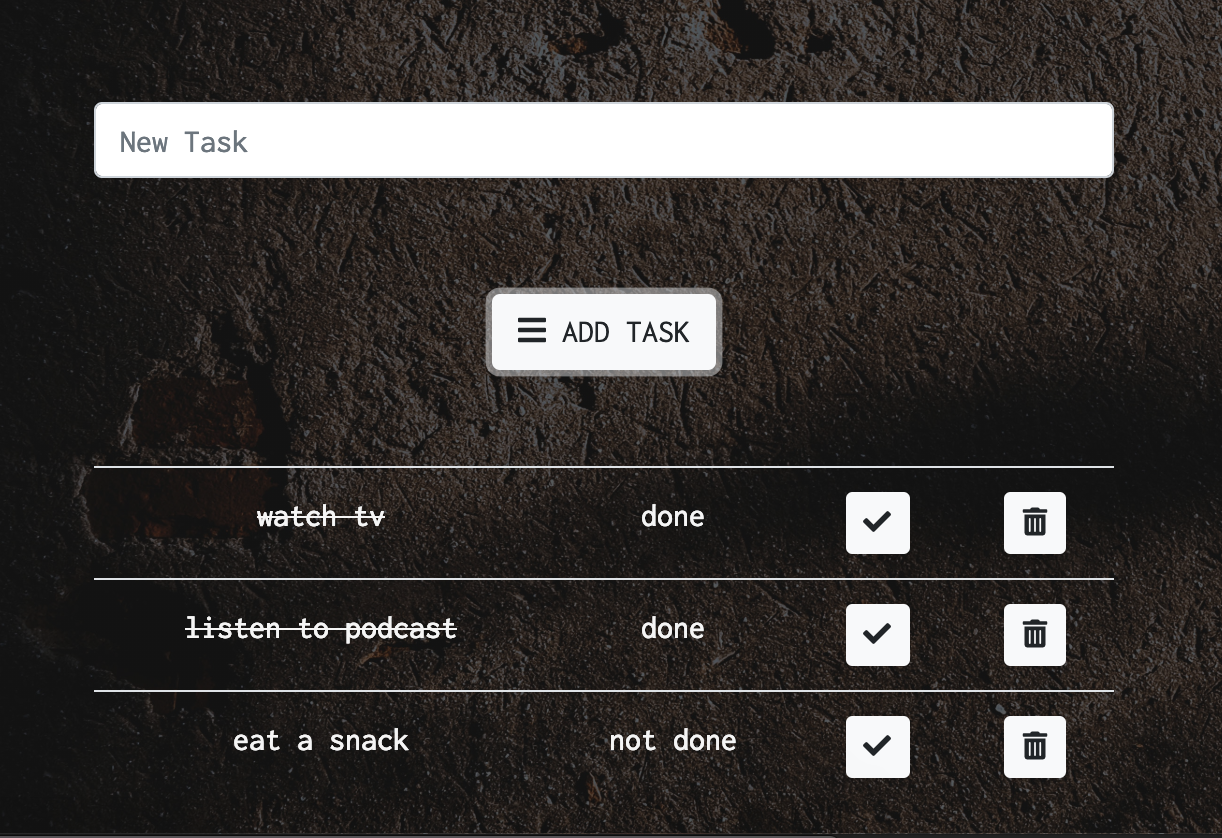 New Task
ADD TASK
watch tv done
listen to podcast done
eat a snack not done